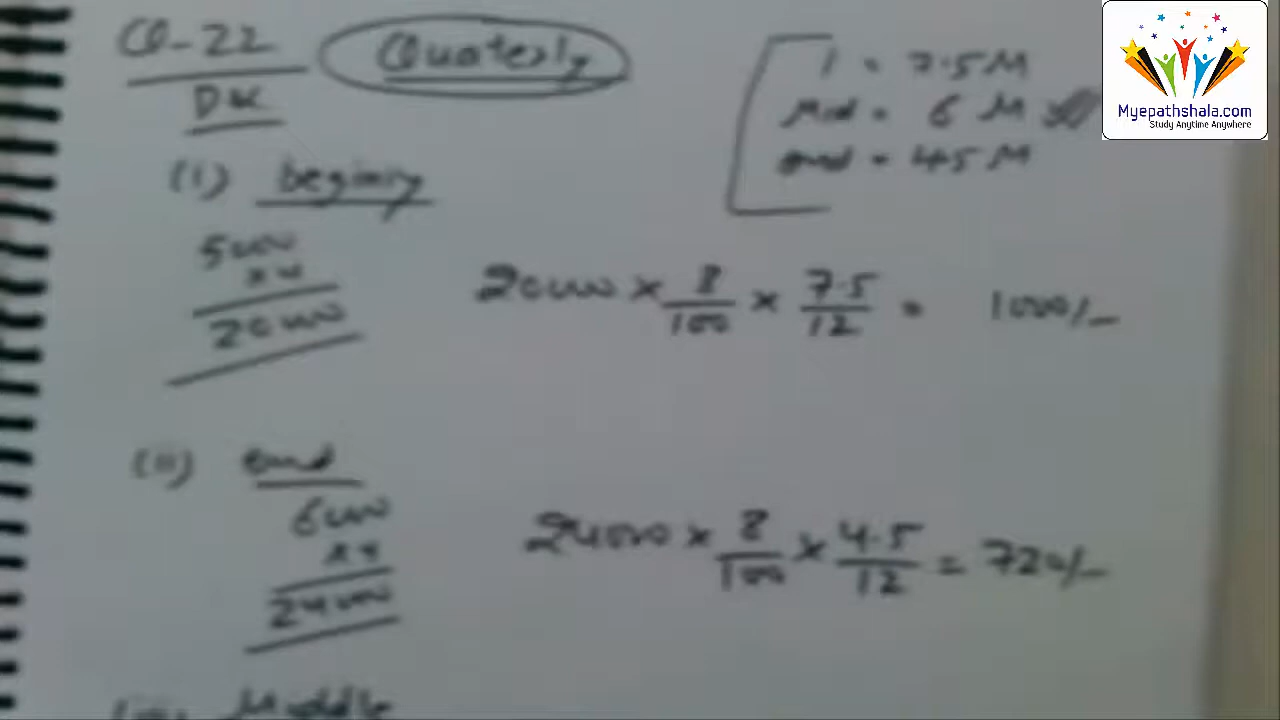 Q-22 Quaterly
DK
(i) begining
5000
×4
20000
1 = 7.5 M
Mid = 6 M
end = 4.5 M
20000 × 8/100 × 7.5/12 = 1000/-
(ii) end
6000
×4
24000
24000 × 8/100 × 4.5/12 = 720/-
(iii) Middle
Myepathshala.com
Study Anytime Anywhere